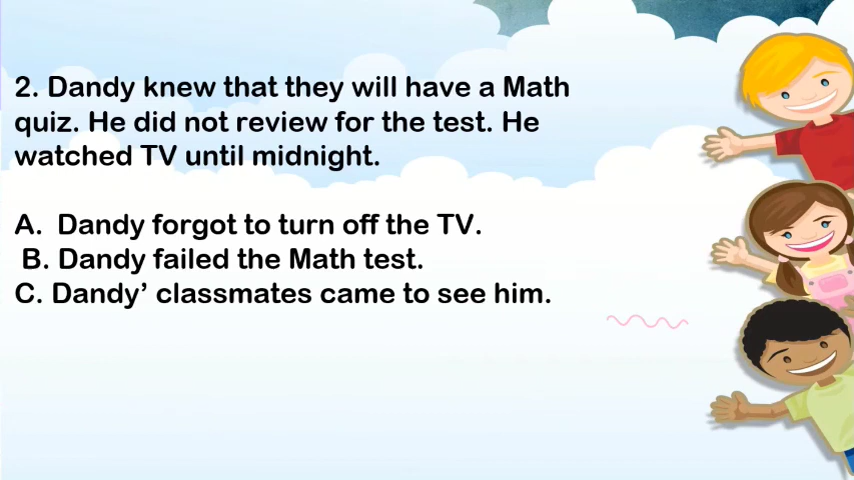 2. Dandy knew that they will have a Math
quiz. He did not review for the test. He
watched TV until midnight.
A. Dandy forgot to turn off the TV.
B. Dandy failed the Math test.
C. Dandy’ classmates came to see him.